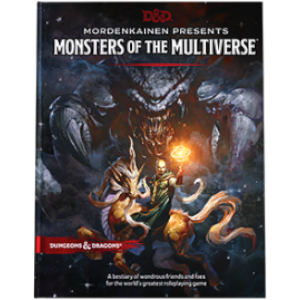 D&D
MORDENKAINEN PRESENTS
MONSTERS OF THE MULTIVERSE
DUNGEONS & DRAGONS®
A bestiary of wondrous friends and foes
for the world's greatest roleplaying game